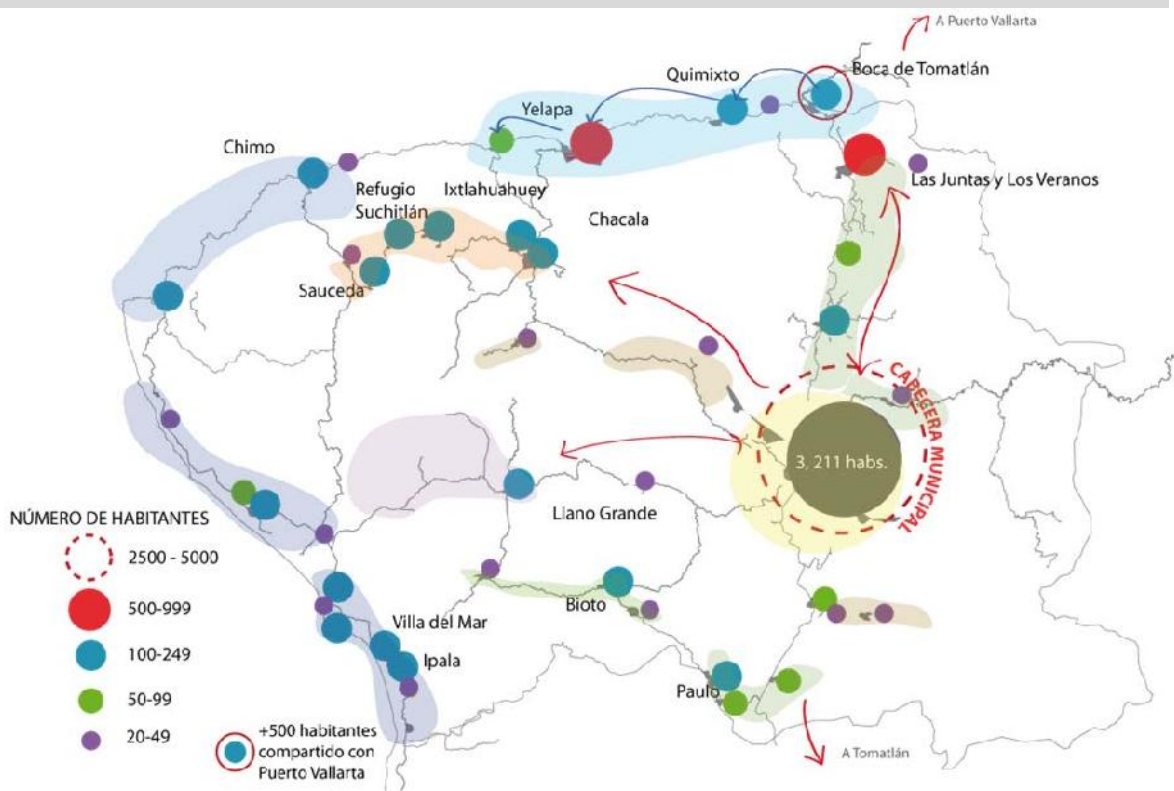 A Puerto Vallarta
Boca de Tomatlán
Quimixto
Yelapa
Chimo
Las Juntas y Los Veranos
Refugio
Suchitlán
Ixtlahuahuey
Chacala
Sauceda
CABECERA MUNICIPAL
3, 211 habs.
Llano Grande
NÚMERO DE HABITANTES
2500 - 5000
500-999
100-249
50-99
20-49
Bioto
Villa del Mar
Ipala
Paulo
+500 habitantes
compartido con
Puerto Vallarta
A Tomatlán